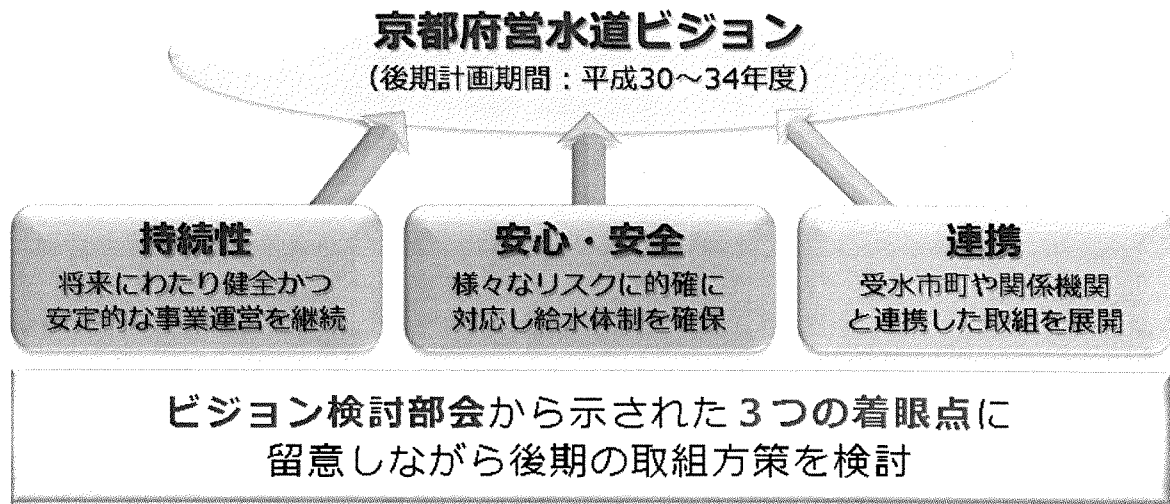 京都府営水道ビジョン
（後期計画期間：平成30～34年度）
持続性
将来にわたり健全かつ
安定的な事業運営を継続
安心・安全
様々なリスクに的確に
対応し給水体制を確保
連携
受水市町や関係機関
と連携した取組を展開
ビジョン検討部会から示された３つの着眼点に
留意しながら後期の取組方策を検討